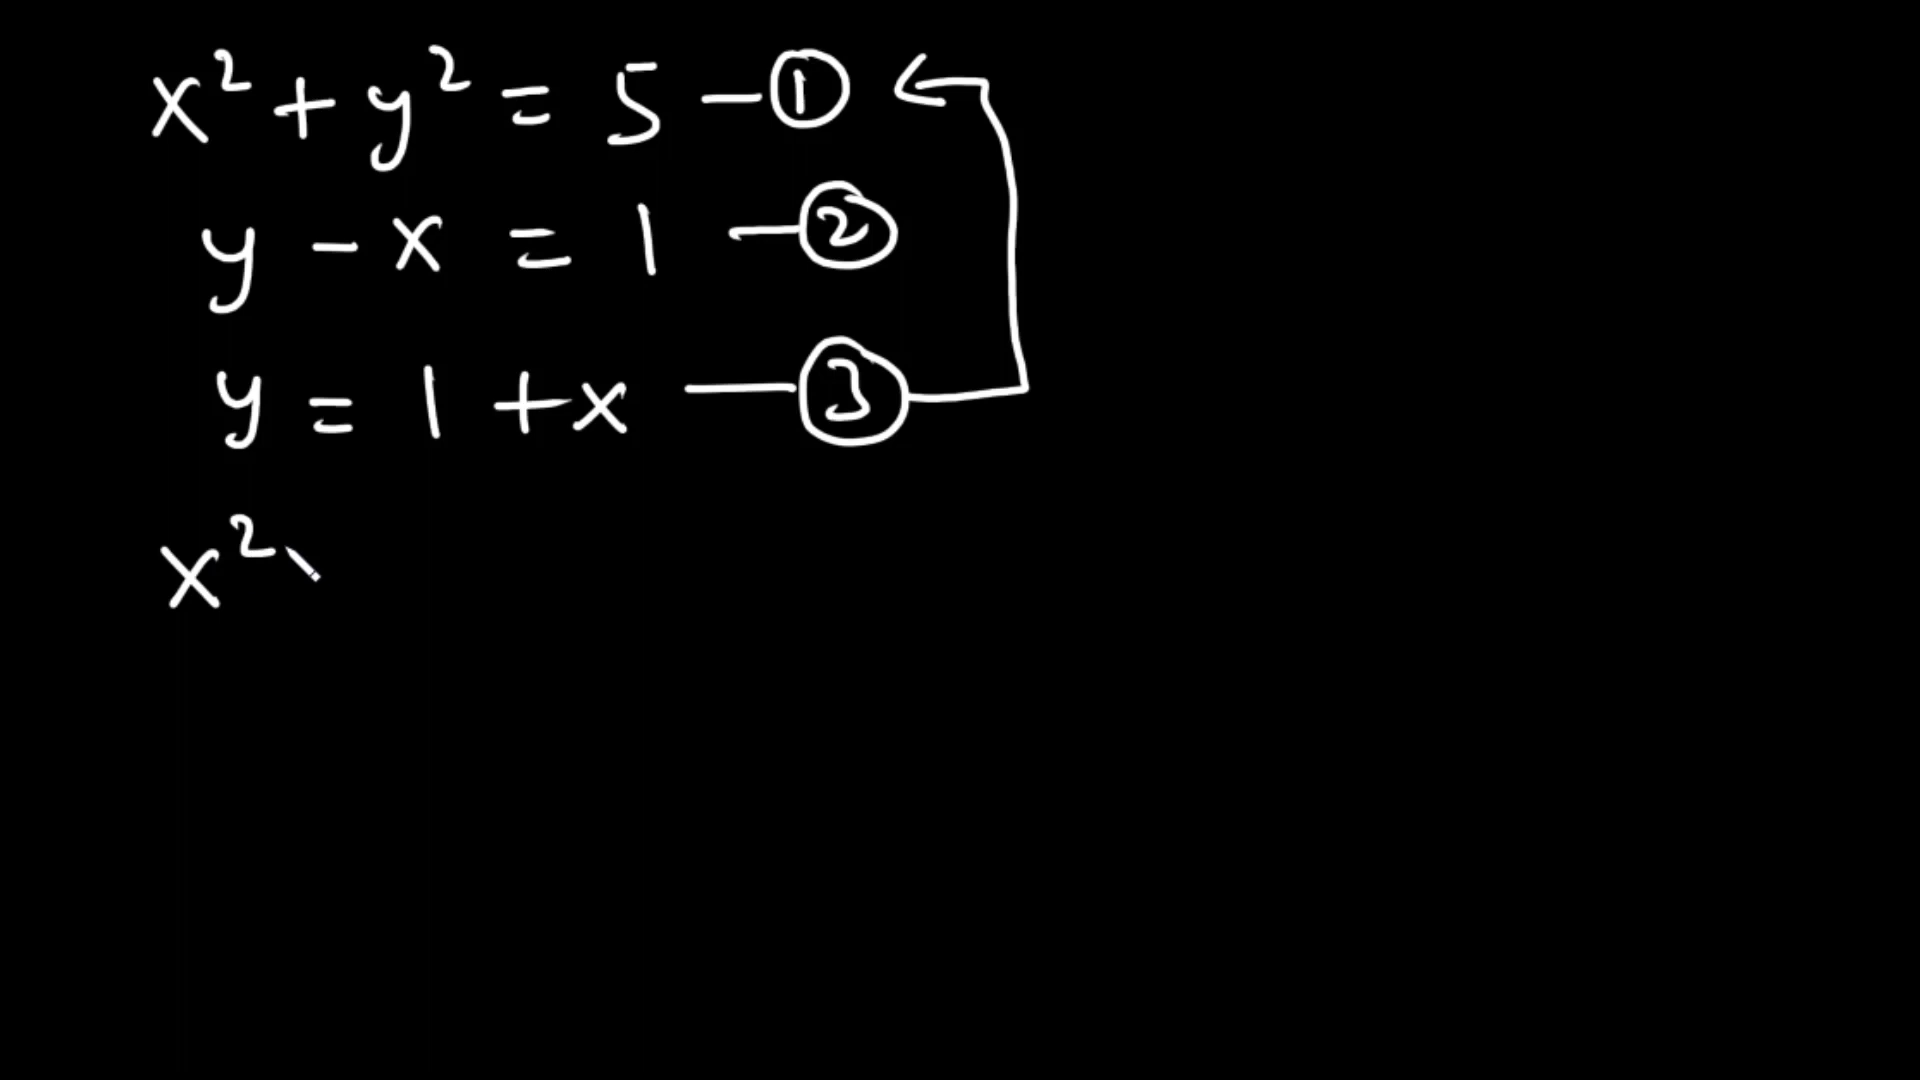 x² + y² = 5 — ①
y - x = 1 — ②
y = 1 + x — ③
x²